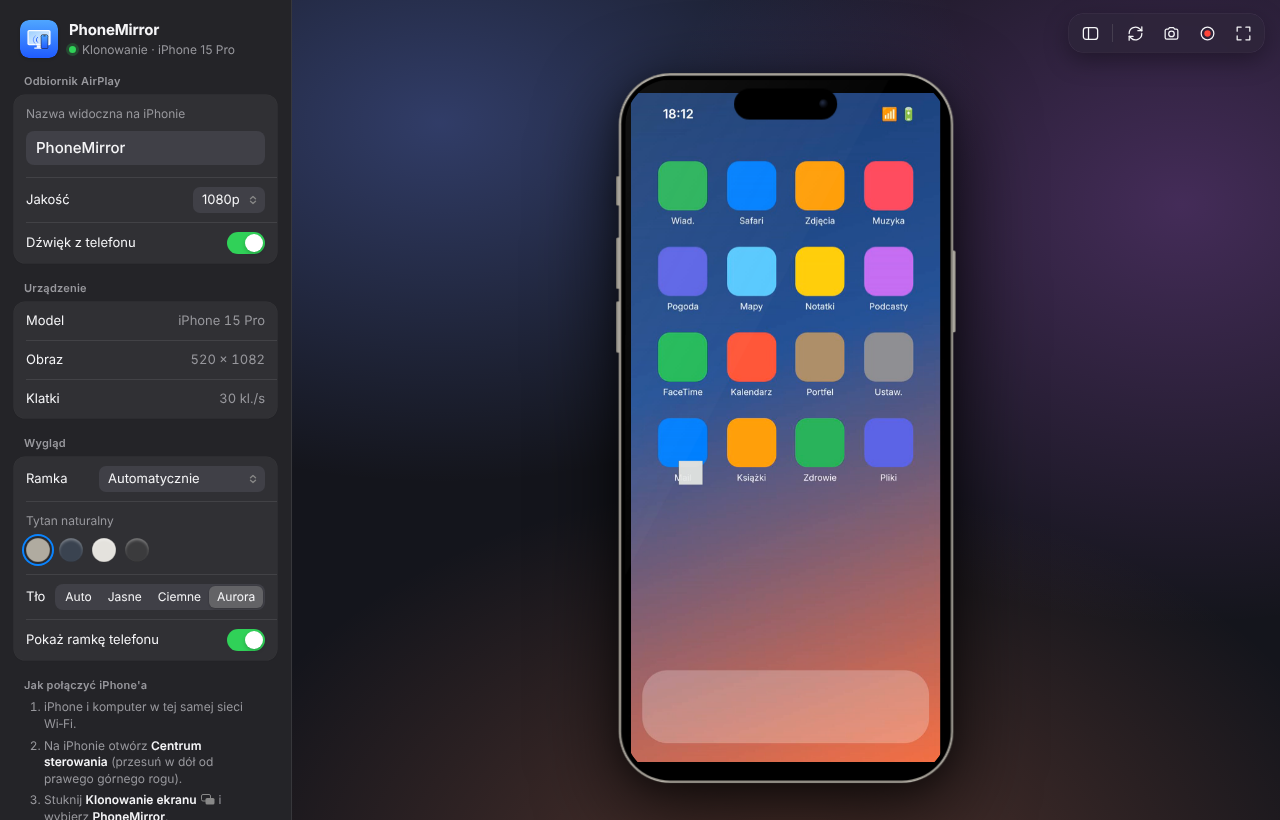 PhoneMirror
Klonowanie · iPhone 15 Pro
Odbiornik AirPlay
Nazwa widoczna na iPhonie
PhoneMirror
Jakość 1080p
Dźwięk z telefonu
Urządzenie
Model iPhone 15 Pro
Obraz 520 × 1082
Klatki 30 kl./s
Wygląd
Ramka Automatycznie
Tytan naturalny
Tło Auto Jasne Ciemne Aurora
Pokaż ramkę telefonu
Jak połączyć iPhone'a
1. iPhone i komputer w tej samej sieci
Wi-Fi.
2. Na iPhonie otwórz Centrum
sterowania (przesuń w dół od
prawego górnego rogu).
3. Stuknij Klonowanie ekranu i
wybierz PhoneMirror
18:12
Wiad. Safari Zdjęcia Muzyka
Pogoda Mapy Notatki Podcasty
FaceTime Kalendarz Portfel Ustaw.
Książki Zdrowie Pliki